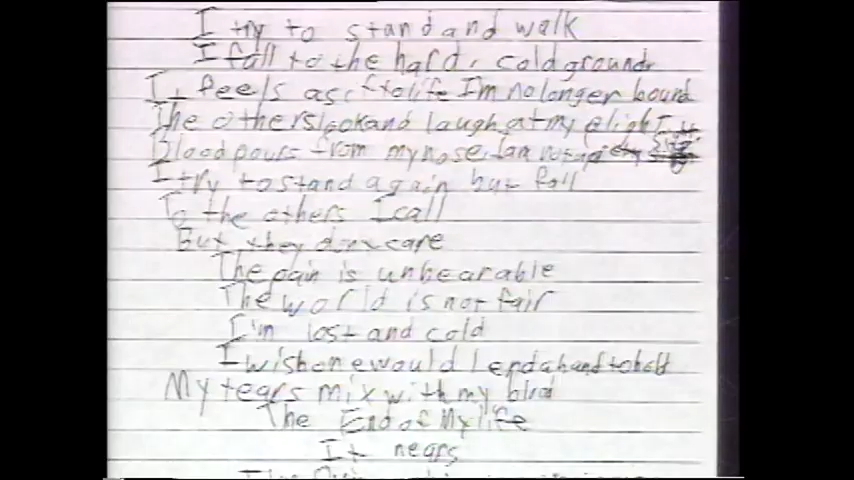 I try to stand and walk
I fall to the hard, cold ground.
It feels as if to life I'm no longer bound
The others look and laugh at my plight
Blood pours from my nose, I am not a pretty
I try to stand again but fall
To the others I call
But they don't care
The pain is unbearable
The world is not fair
I'm lost and cold
I wish one would lend a hand to hold
My tears mix with my blood
The End of My life
It nears